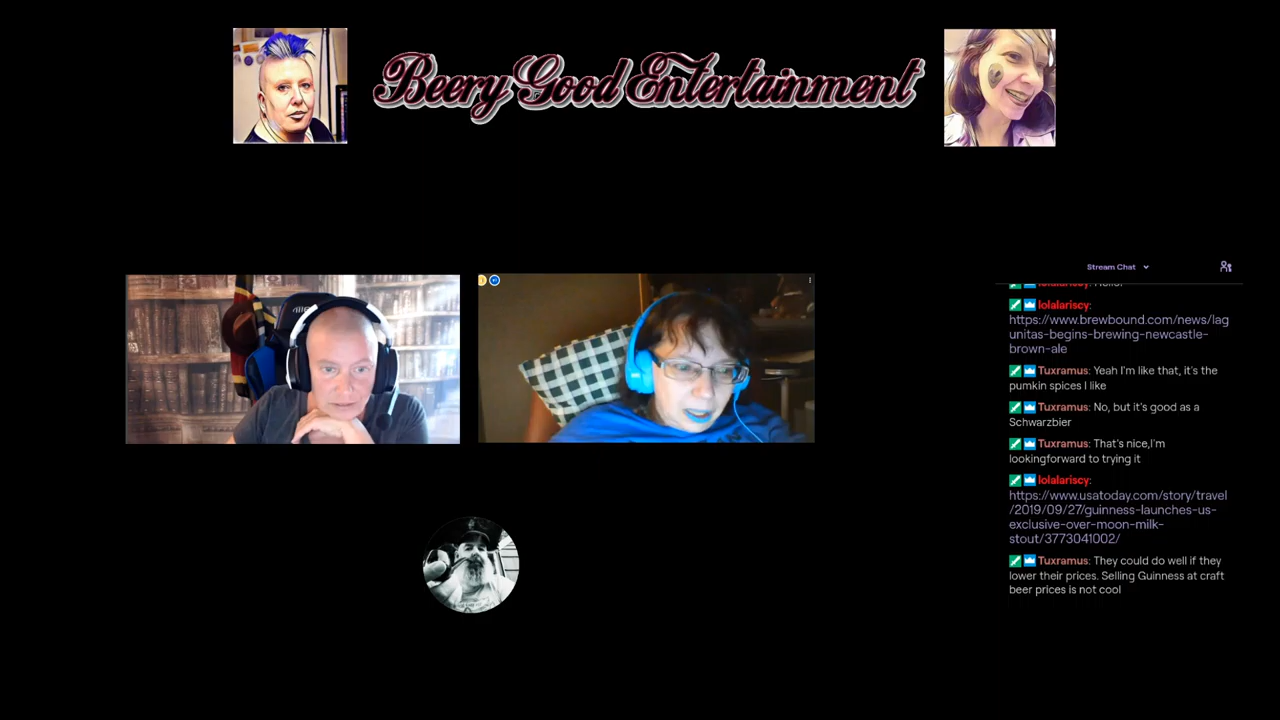 Beery Good Entertainment
Stream Chat
lolalariscy: Hello!
lolalariscy:
https://www.brewbound.com/news/lag
unitas-begins-brewing-newcastle-
brown-ale
Tuxramus: Yeah I'm like that, it's the
pumkin spices I like
Tuxramus: No, but it's good as a
Schwarzbier
Tuxramus: That's nice,I'm
lookingforward to trying it
lolalariscy:
https://www.usatoday.com/story/travel
/2019/09/27/guinness-launches-us-
exclusive-over-moon-milk-
stout/3773041002/
Tuxramus: They could do well if they
lower their prices. Selling Guinness at craft
beer prices is not cool